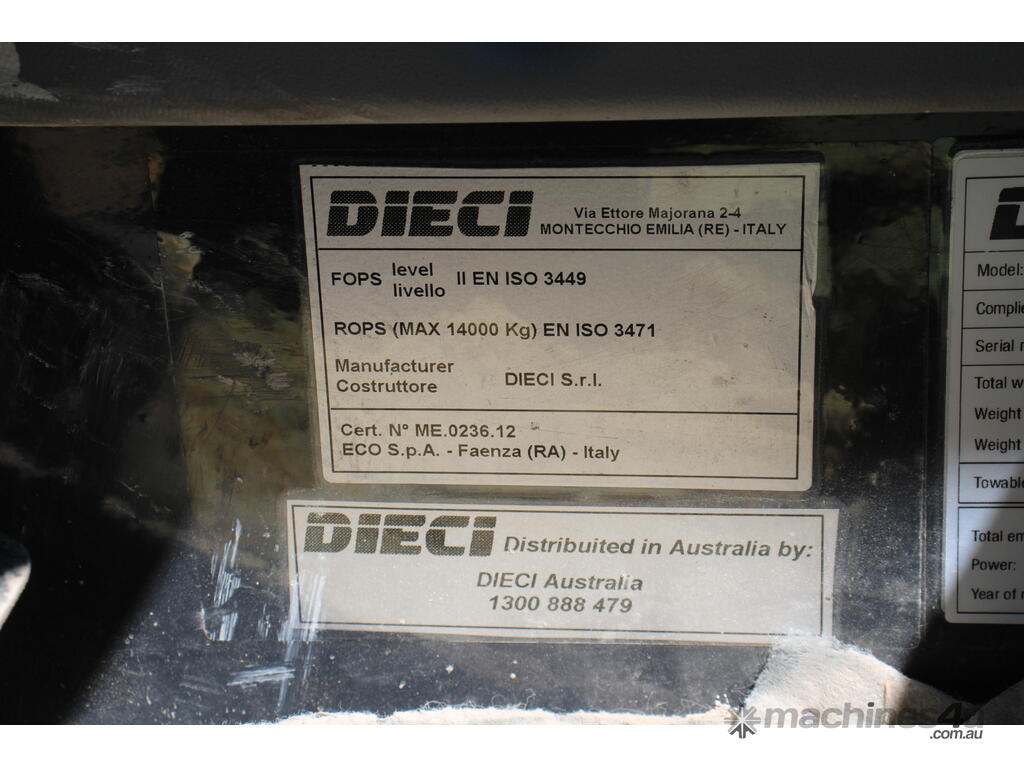 DIECI
Via Ettore Majorana 2-4
MONTECCHIO EMILIA (RE) - ITALY
FOPS level livello II EN ISO 3449
ROPS (MAX 14000 Kg) EN ISO 3471
Manufacturer
Costruttore DIECI S.r.l.
Cert. N° ME.0236.12
ECO S.p.A. - Faenza (RA) - Italy
DIECI Distribuited in Australia by:
DIECI Australia
1300 888 479
Model:
Serial
Total
Weight
Weight
Total
Power:
Year of
machines4u
.com.au